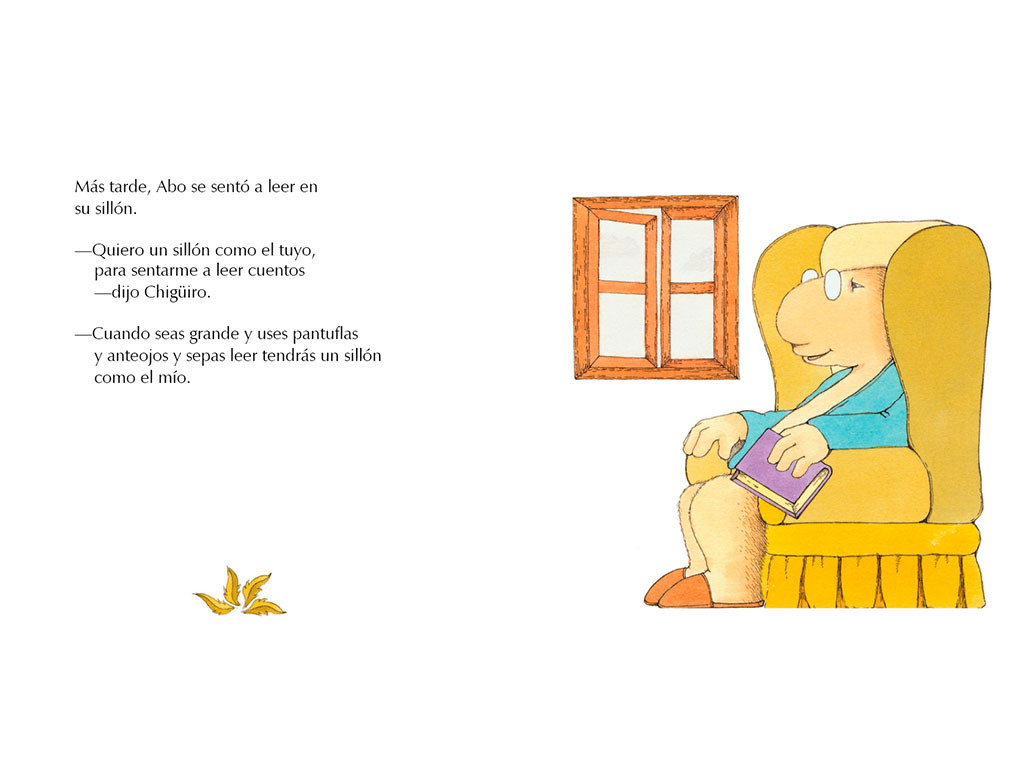 Más tarde, Abo se sentó a leer en
su sillón.
—Quiero un sillón como el tuyo,
para sentarme a leer cuentos
—dijo Chigüiro.
—Cuando seas grande y uses pantuflas
y anteojos y sepas leer tendrás un sillón
como el mío.